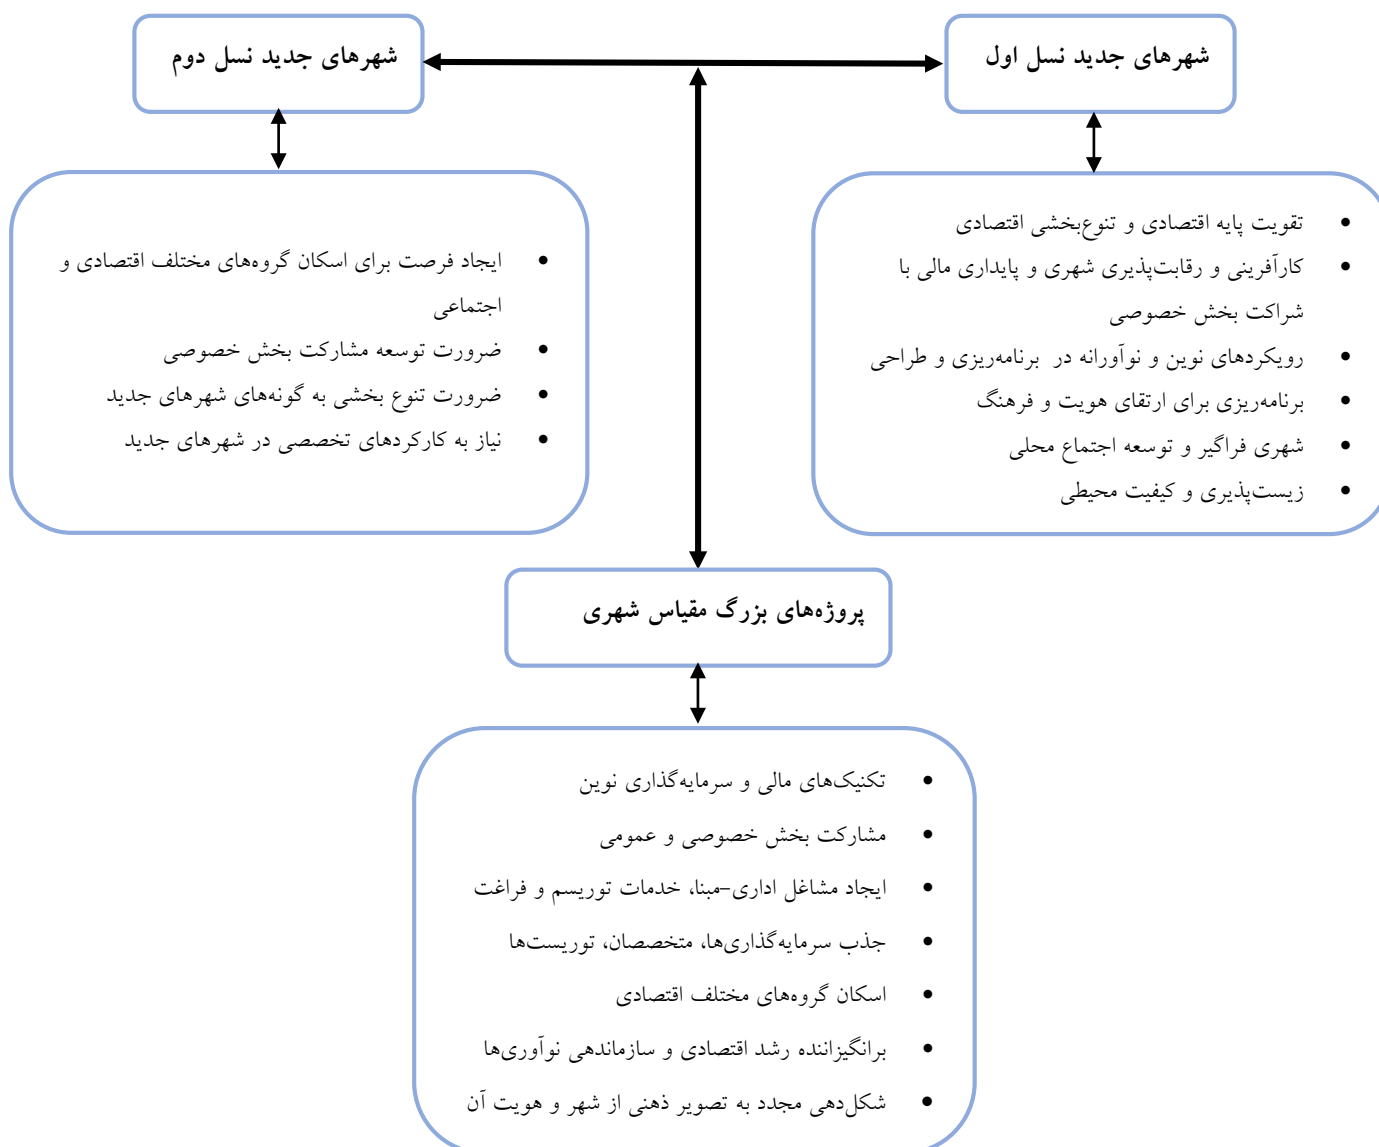 شهرهای جدید نسل اول
شهرهای جدید نسل دوم
• تقویت پایه اقتصادی و تنوع‌بخشی اقتصادی
• کارآفرینی و رقابت‌پذیری شهری و پایداری مالی با
شراکت بخش خصوصی
• رویکردهای نوین و نوآورانه در برنامه‌ریزی و طراحی
• برنامه‌ریزی برای ارتقای هویت و فرهنگ
• شهری فراگیر و توسعه اجتماع محلی
• زیست‌پذیری و کیفیت محیطی
• ایجاد فرصت برای اسکان گروه‌های مختلف اقتصادی و
اجتماعی
• ضرورت توسعه مشارکت بخش خصوصی
• ضرورت تنوع بخشی به گونه‌های شهرهای جدید
• نیاز به کارکردهای تخصصی در شهرهای جدید
پروژه‌های بزرگ مقیاس شهری
• تکنیک‌های مالی و سرمایه‌گذاری نوین
• مشارکت بخش خصوصی و عمومی
• ایجاد مشاغل اداری-مبنا، خدمات توریسم و فراغت
• جذب سرمایه‌گذاری‌ها، متخصصان، توریست‌ها
• اسکان گروه‌های مختلف اقتصادی
• برانگیزاننده رشد اقتصادی و سازماندهی نوآوری‌ها
• شکل‌دهی مجدد به تصویر ذهنی از شهر و هویت آن